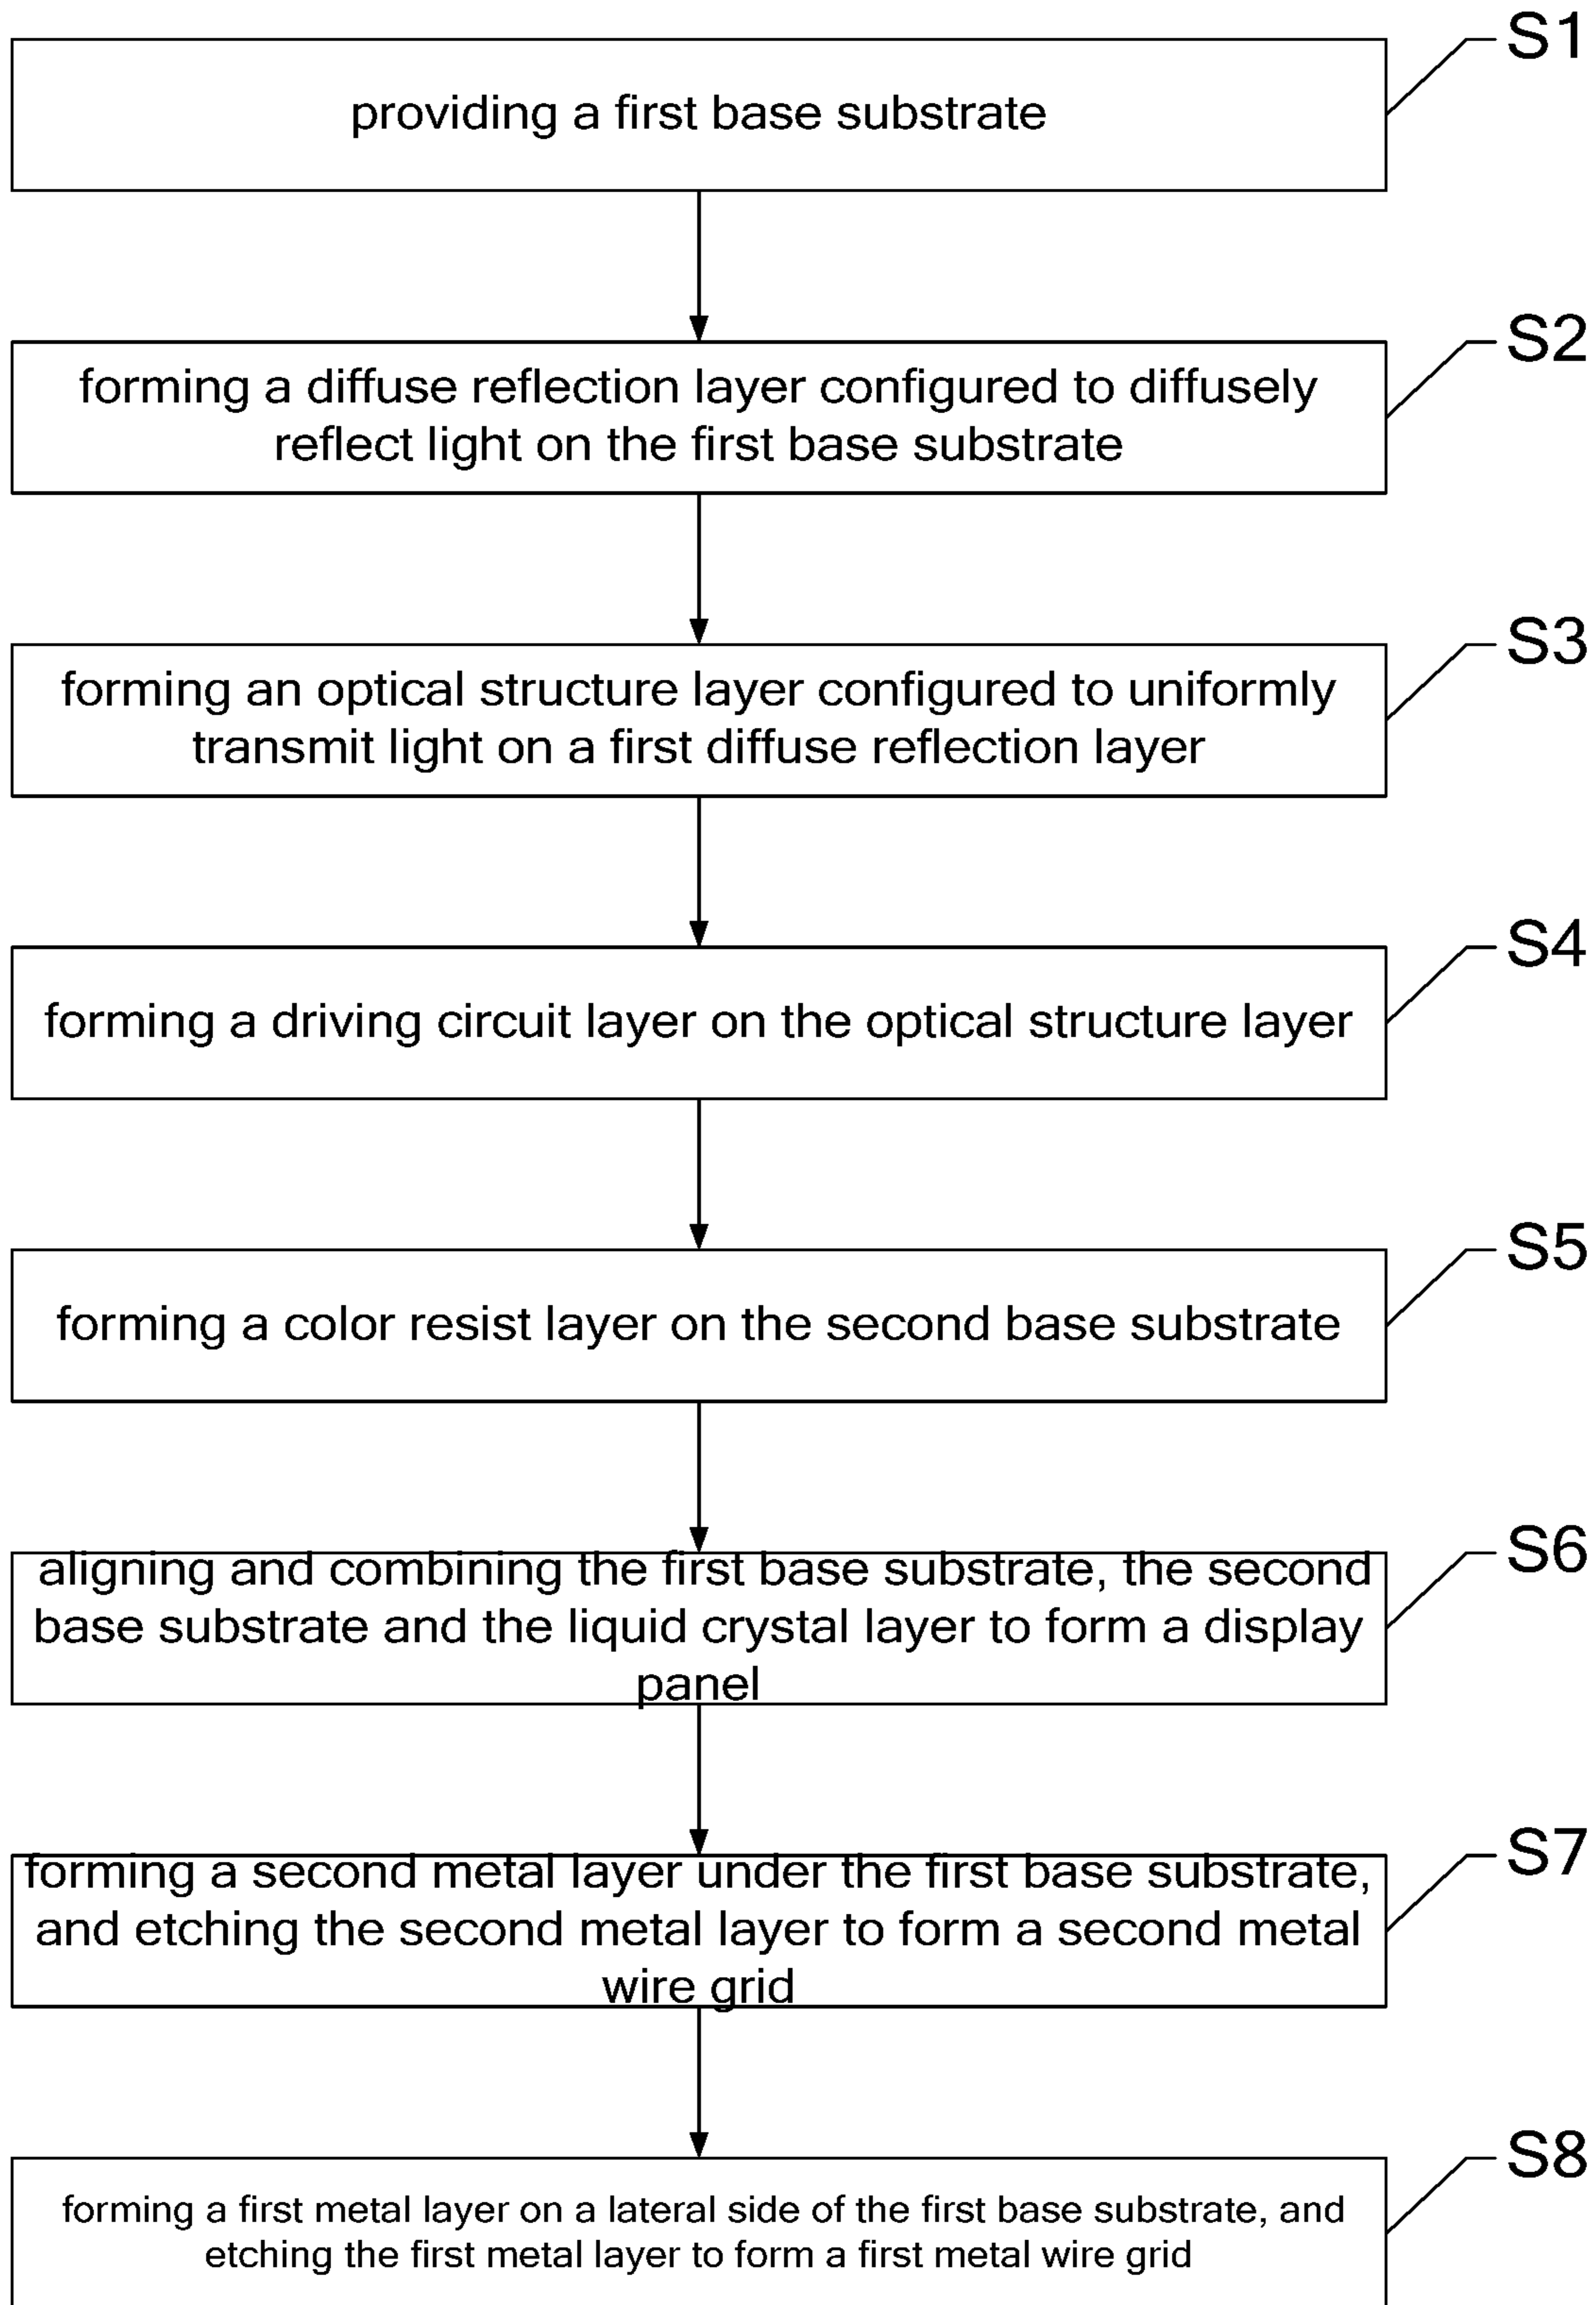 S1
providing a first base substrate
S2
forming a diffuse reflection layer configured to diffusely
reflect light on the first base substrate
S3
forming an optical structure layer configured to uniformly
transmit light on a first diffuse reflection layer
S4
forming a driving circuit layer on the optical structure layer
S5
forming a color resist layer on the second base substrate
S6
aligning and combining the first base substrate, the second
base substrate and the liquid crystal layer to form a display
panel
S7
forming a second metal layer under the first base substrate,
and etching the second metal layer to form a second metal
wire grid
S8
forming a first metal layer on a lateral side of the first base substrate, and
etching the first metal layer to form a first metal wire grid